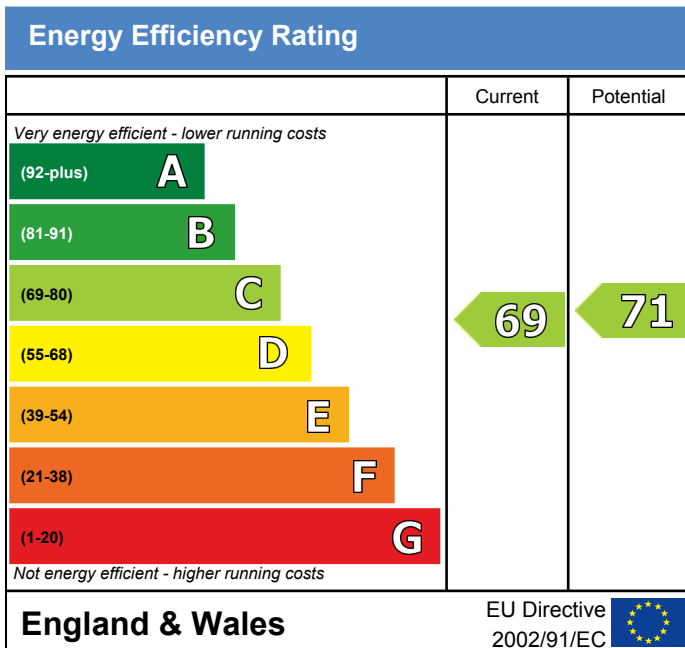 Energy Efficiency Rating
Current Potential
Very energy efficient - lower running costs
(92-plus) A
(81-91) B
(69-80) C
69 71
(55-68) D
(39-54) E
(21-38) F
(1-20) G
Not energy efficient - higher running costs
England & Wales
EU Directive
2002/91/EC